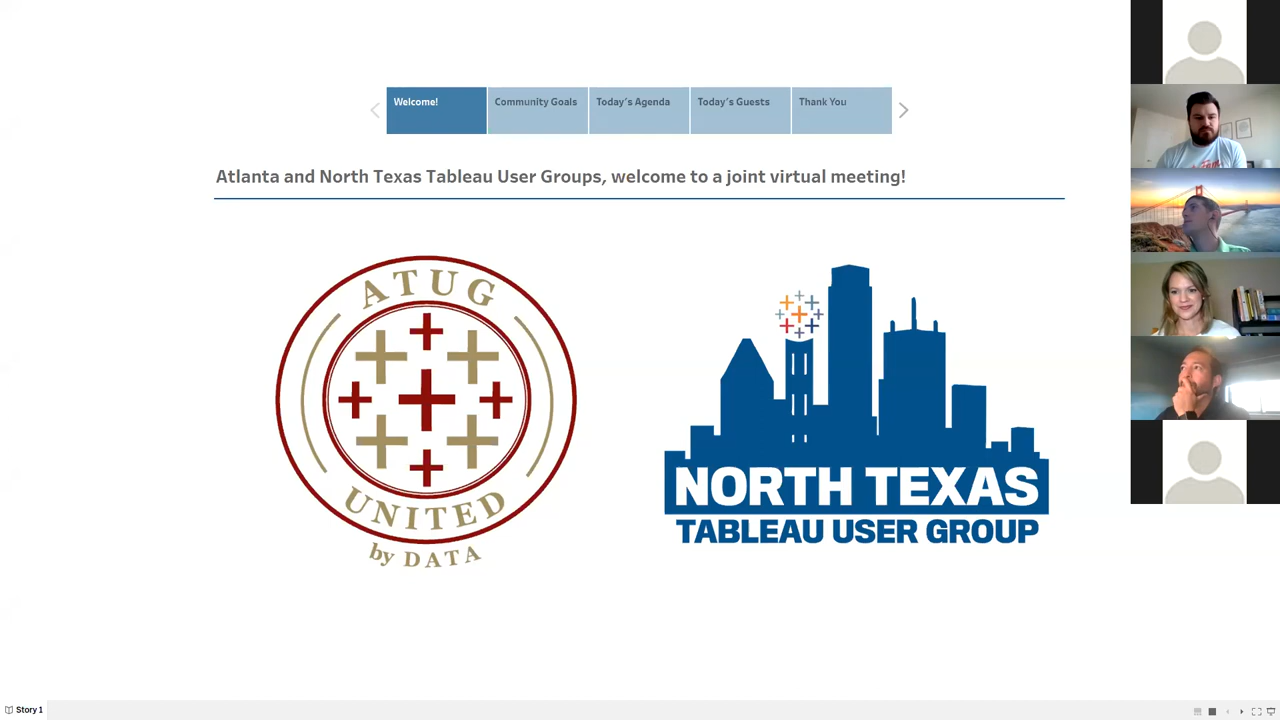 Welcome!
Community Goals
Today's Agenda
Today's Guests
Thank You
Atlanta and North Texas Tableau User Groups, welcome to a joint virtual meeting!
ATUG
UNITED
by DATA
NORTH TEXAS
TABLEAU USER GROUP
Story 1